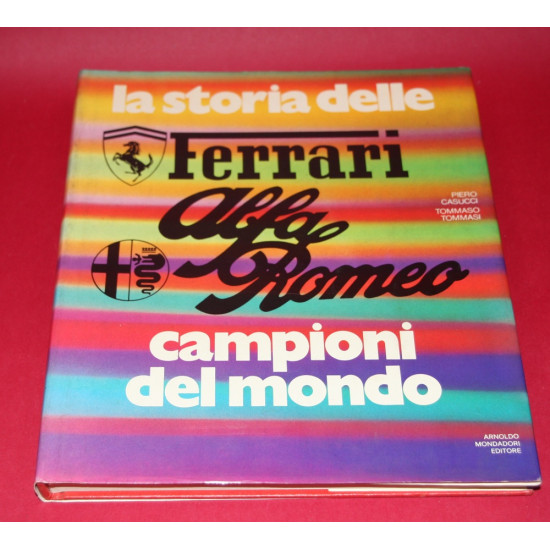 la storia delle
Ferrari
PIERO
CASUCCI
TOMMASO
TOMMASI
Alfa
Romeo
campioni
del mondo
ARNOLDO
MONDADORI
EDITORE